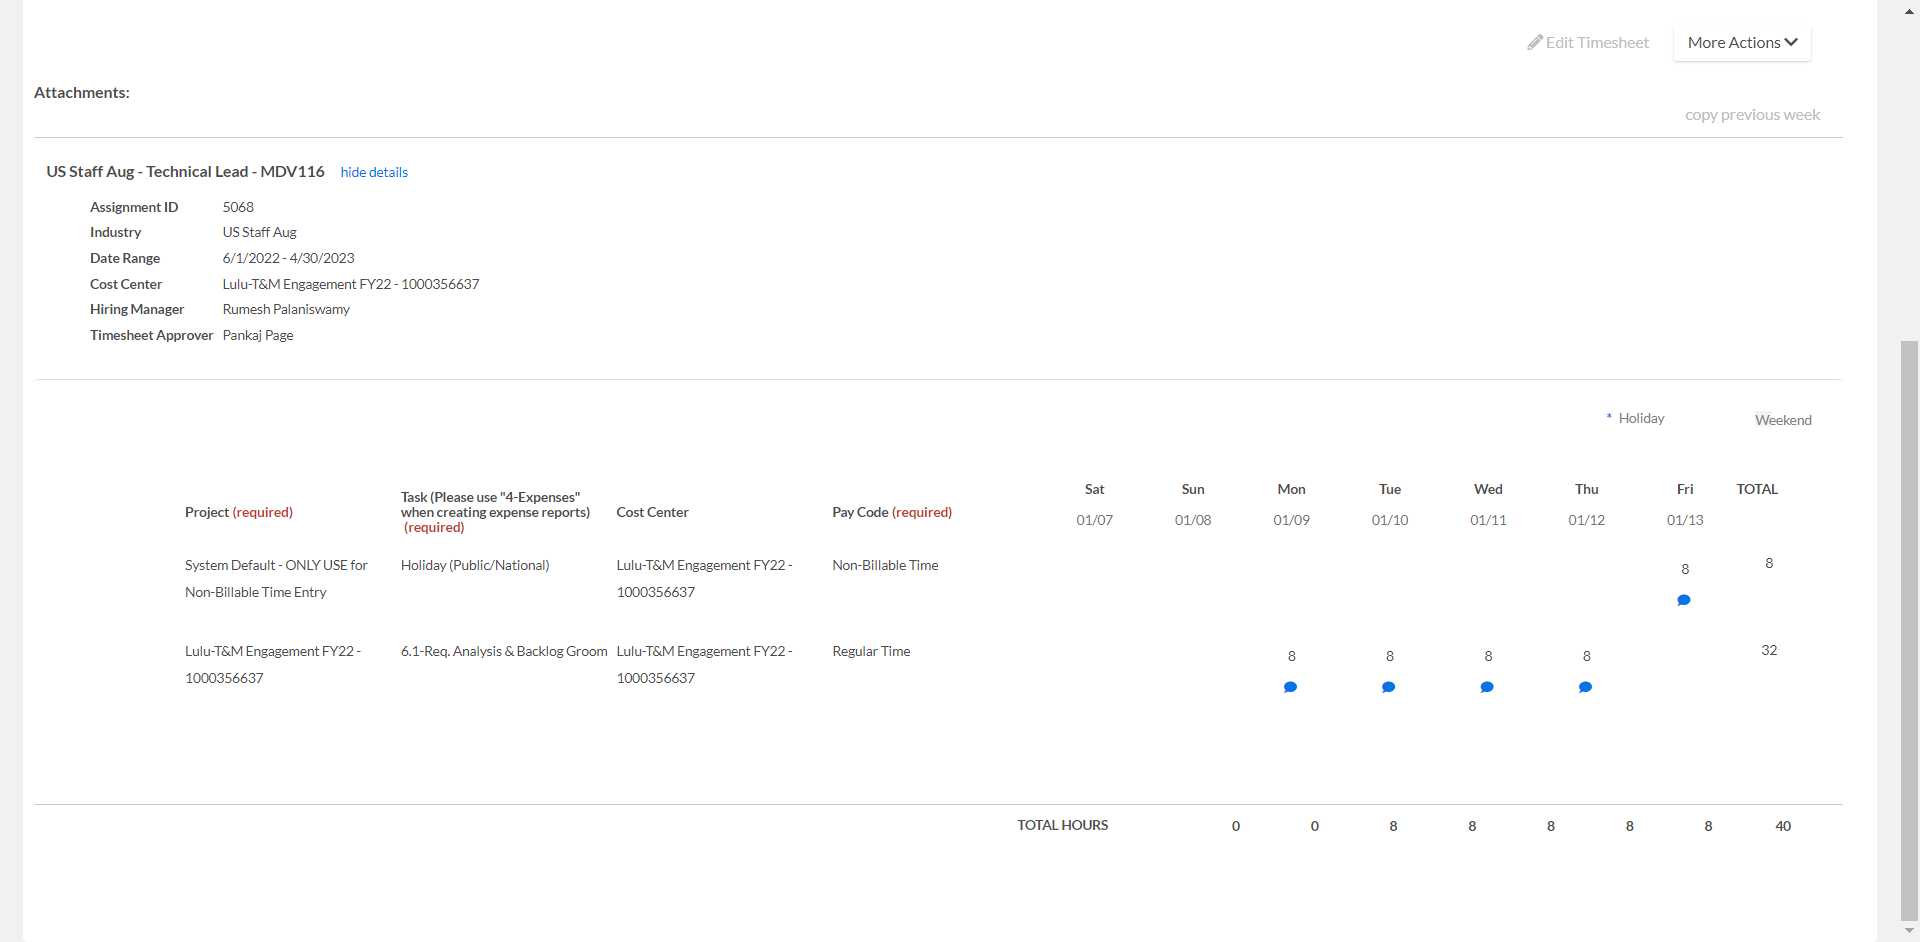 Edit Timesheet More Actions
Attachments:
copy previous week
US Staff Aug - Technical Lead - MDV116 hide details
Assignment ID 5068
Industry US Staff Aug
Date Range 6/1/2022 - 4/30/2023
Cost Center Lulu-T&M Engagement FY22 - 1000356637
Hiring Manager Rumesh Palaniswamy
Timesheet Approver Pankaj Page
* Holiday Weekend
Sat Sun Mon Tue Wed Thu Fri TOTAL
Task (Please use "4-Expenses"
Project (required) when creating expense reports) Cost Center Pay Code (required)
(required)
01/07 01/08 01/09 01/10 01/11 01/12 01/13
System Default - ONLY USE for Holiday (Public/National) Lulu-T&M Engagement FY22 - Non-Billable Time 8 8
Non-Billable Time Entry 1000356637
Lulu-T&M Engagement FY22 - 6.1-Req. Analysis & Backlog Groom Lulu-T&M Engagement FY22 - Regular Time 8 8 8 8 32
1000356637 1000356637
TOTAL HOURS 0 0 8 8 8 8 8 40